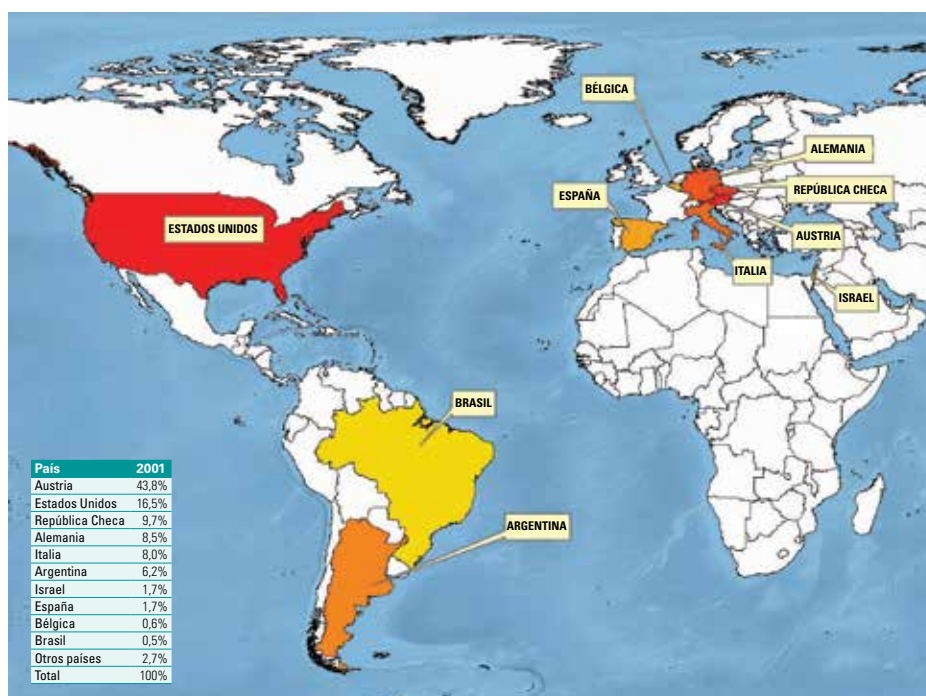 BÉLGICA
ALEMANIA
REPÚBLICA CHECA
ESPAÑA
AUSTRIA
ESTADOS UNIDOS
ITALIA
ISRAEL
BRASIL
ARGENTINA
País 2001
Austria 43,8%
Estados Unidos 16,5%
República Checa 9,7%
Alemania 8,5%
Italia 8,0%
Argentina 6,2%
Israel 1,7%
España 1,7%
Bélgica 0,6%
Brasil 0,5%
Otros países 2,7%
Total 100%